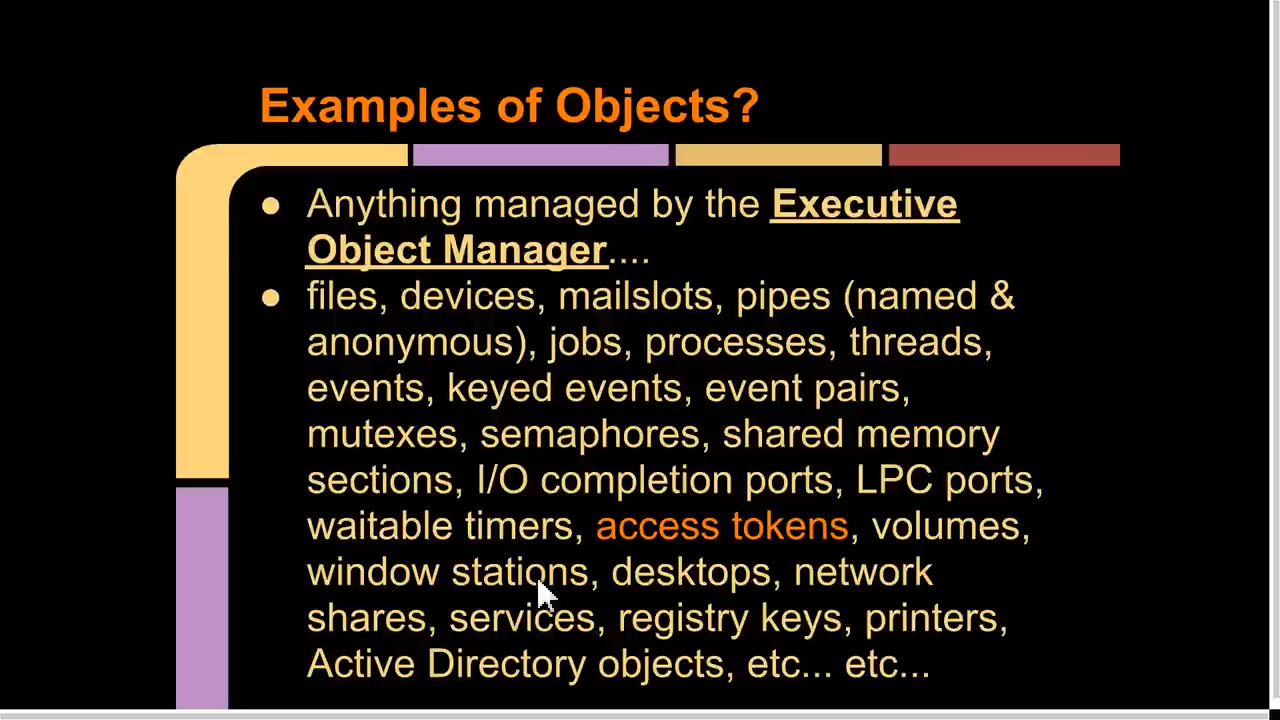 Examples of Objects?
● Anything managed by the Executive
Object Manager....
● files, devices, mailslots, pipes (named &
anonymous), jobs, processes, threads,
events, keyed events, event pairs,
mutexes, semaphores, shared memory
sections, I/O completion ports, LPC ports,
waitable timers, access tokens, volumes,
window stations, desktops, network
shares, services, registry keys, printers,
Active Directory objects, etc... etc...